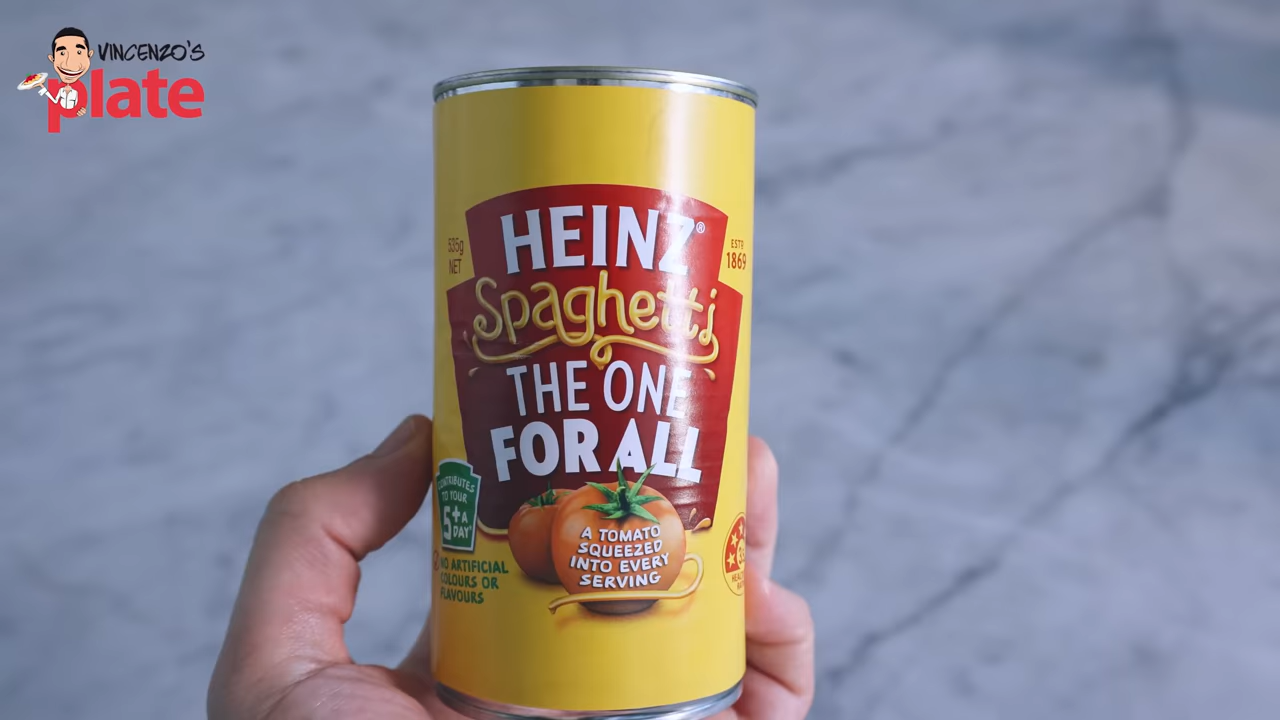 VINCENZO'S
plate
HEINZ®
535g
NET
ESTD
1869
Spaghetti
THE ONE
FOR ALL
CONTRIBUTES
TO YOUR
5+ A
DAY
NO ARTIFICIAL
COLOURS OR
FLAVOURS
A TOMATO
SQUEEZED
INTO EVERY
SERVING